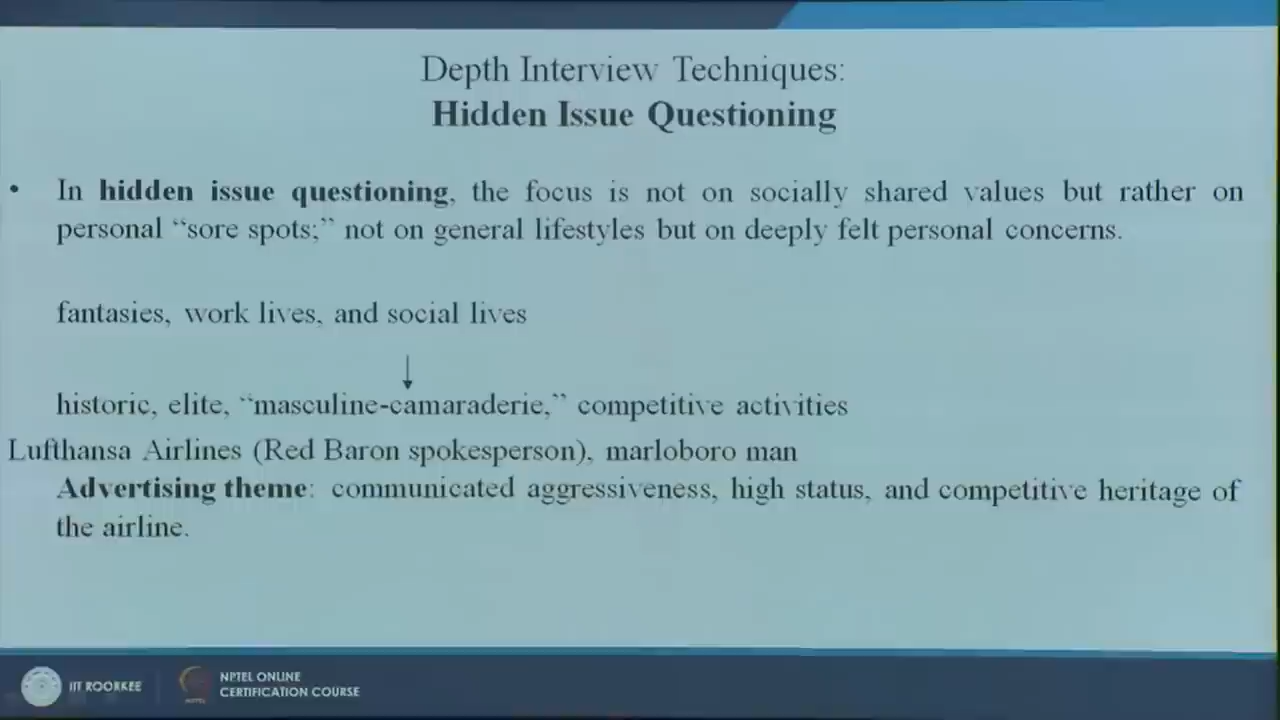 Depth Interview Techniques:
Hidden Issue Questioning
• In hidden issue questioning, the focus is not on socially shared values but rather on
personal “sore spots;” not on general lifestyles but on deeply felt personal concerns.
fantasies, work lives, and social lives
historic, elite, “masculine-camaraderie,” competitive activities
Lufthansa Airlines (Red Baron spokesperson), marloboro man
Advertising theme: communicated aggressiveness, high status, and competitive heritage of
the airline.
IIT ROORKEE
NPTEL ONLINE
CERTIFICATION COURSE